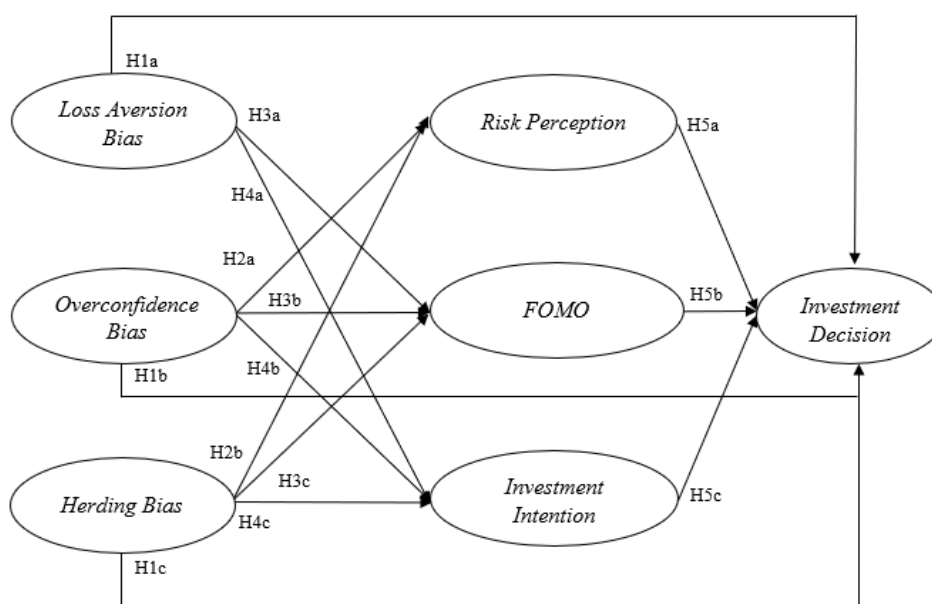 H1a
Loss Aversion
Bias
H3a
Risk Perception
H5a
H4a
H2a
Overconfidence
Bias
H3b
FOMO
H5b
Investment
Decision
H4b
H1b
H2b
Herding Bias
H3c
H4c
Investment
Intention
H5c
H1c